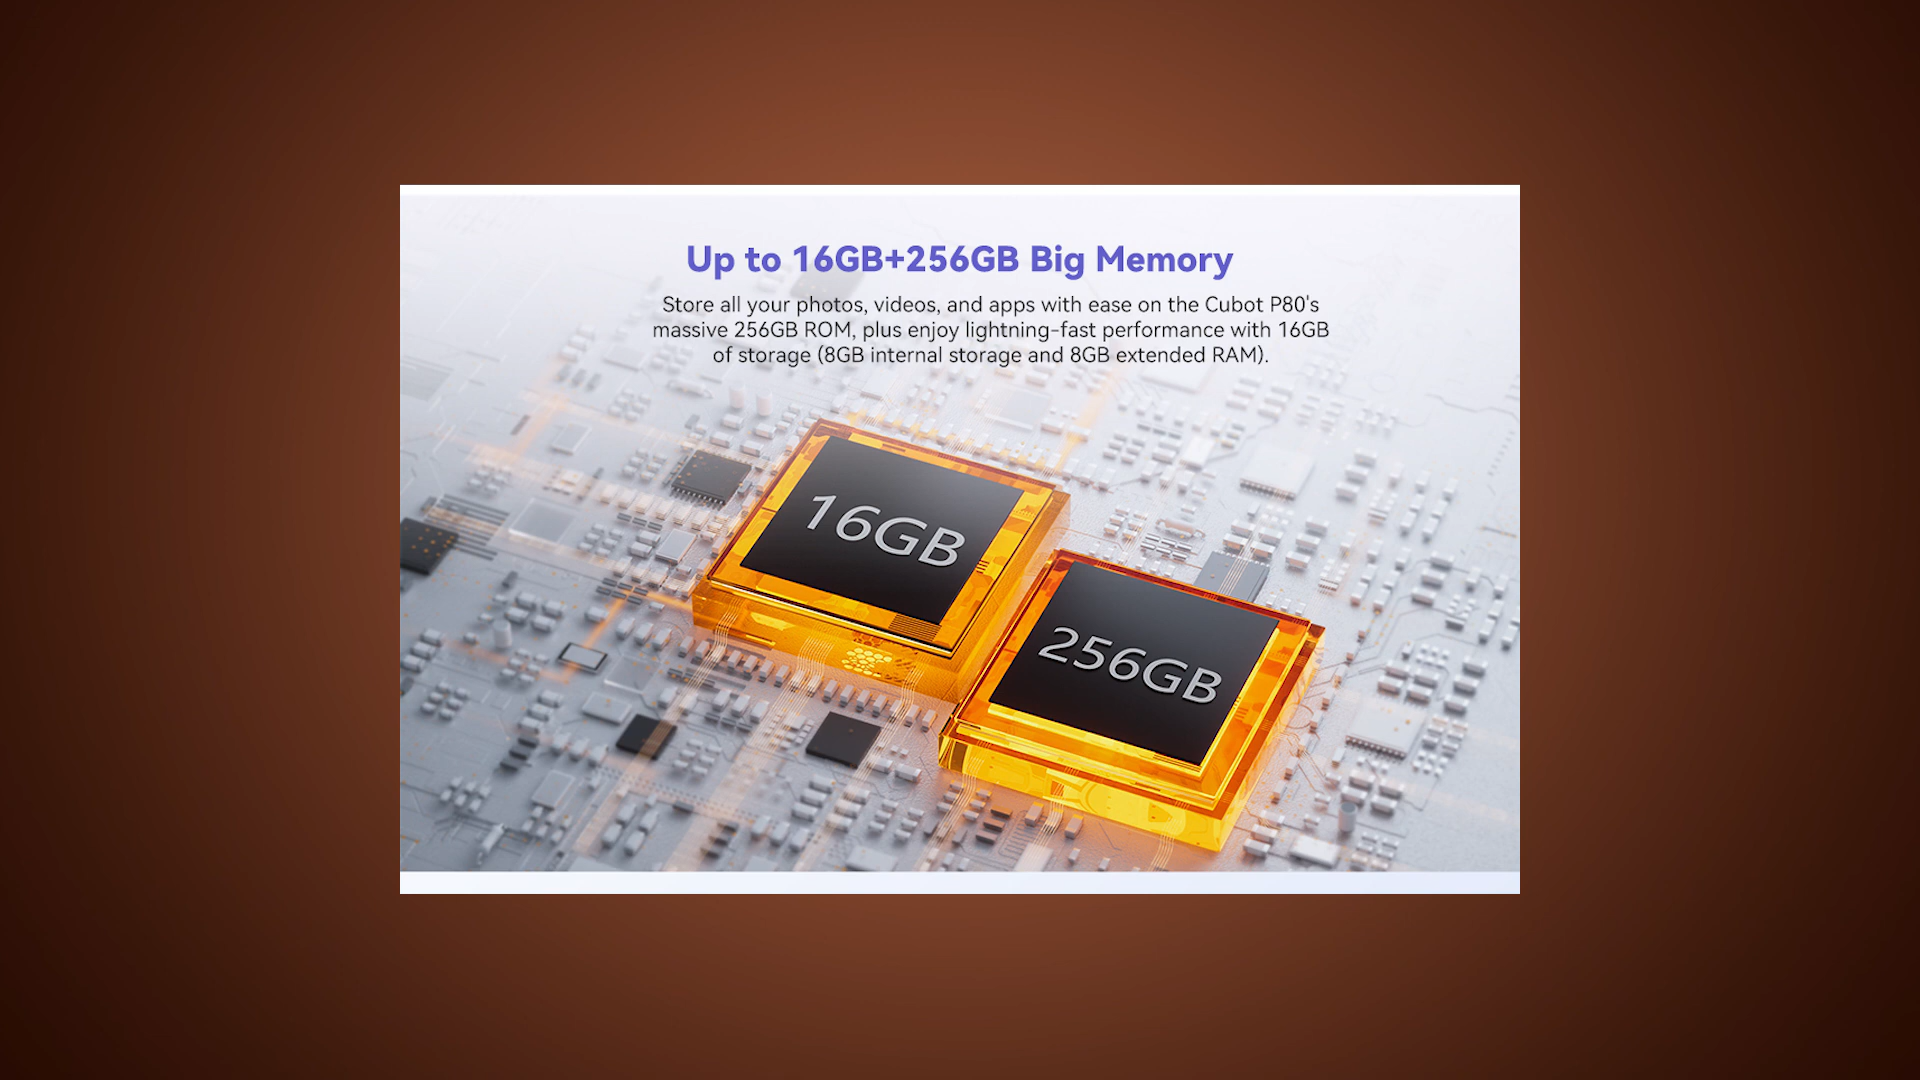 Up to 16GB+256GB Big Memory
Store all your photos, videos, and apps with ease on the Cubot P80's
massive 256GB ROM, plus enjoy lightning-fast performance with 16GB
of storage (8GB internal storage and 8GB extended RAM).
16GB
256GB